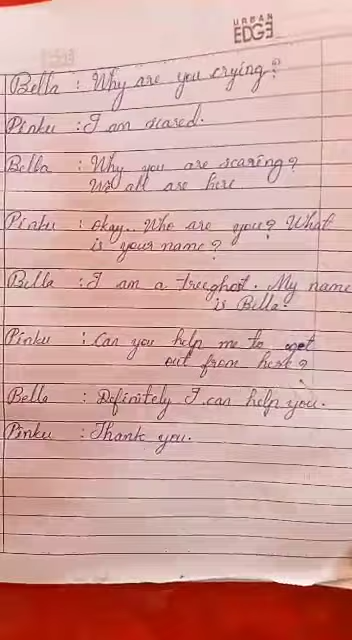 URBAN
EDGE
Bella : Why are you crying?
Pinku : I am scared.
Bella : Why you are scaring?
We all are here
Pinku : okay.. Who are you? What
is your name?
Bella : I am a treeghost. My name
is Bella.
Pinku : Can you help me to get
out from here?
Bella : Definitely I can help you.
Pinku : Thank you.